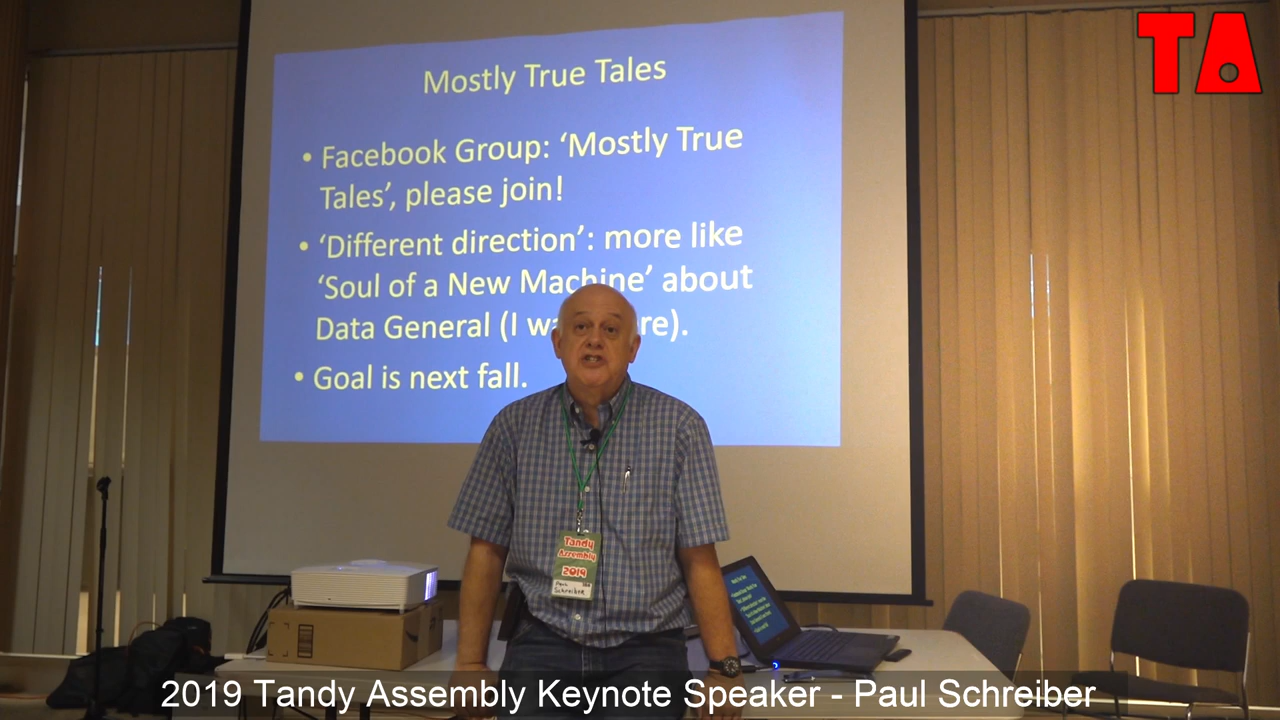 TA
Mostly True Tales
• Facebook Group: ‘Mostly True
Tales’, please join!
• ‘Different direction’: more like
‘Soul of a New Machine’ about
Data General (I wa re).
• Goal is next fall.
Tandy
Assembly
2019
Paul
Schreiber
2019 Tandy Assembly Keynote Speaker - Paul Schreiber